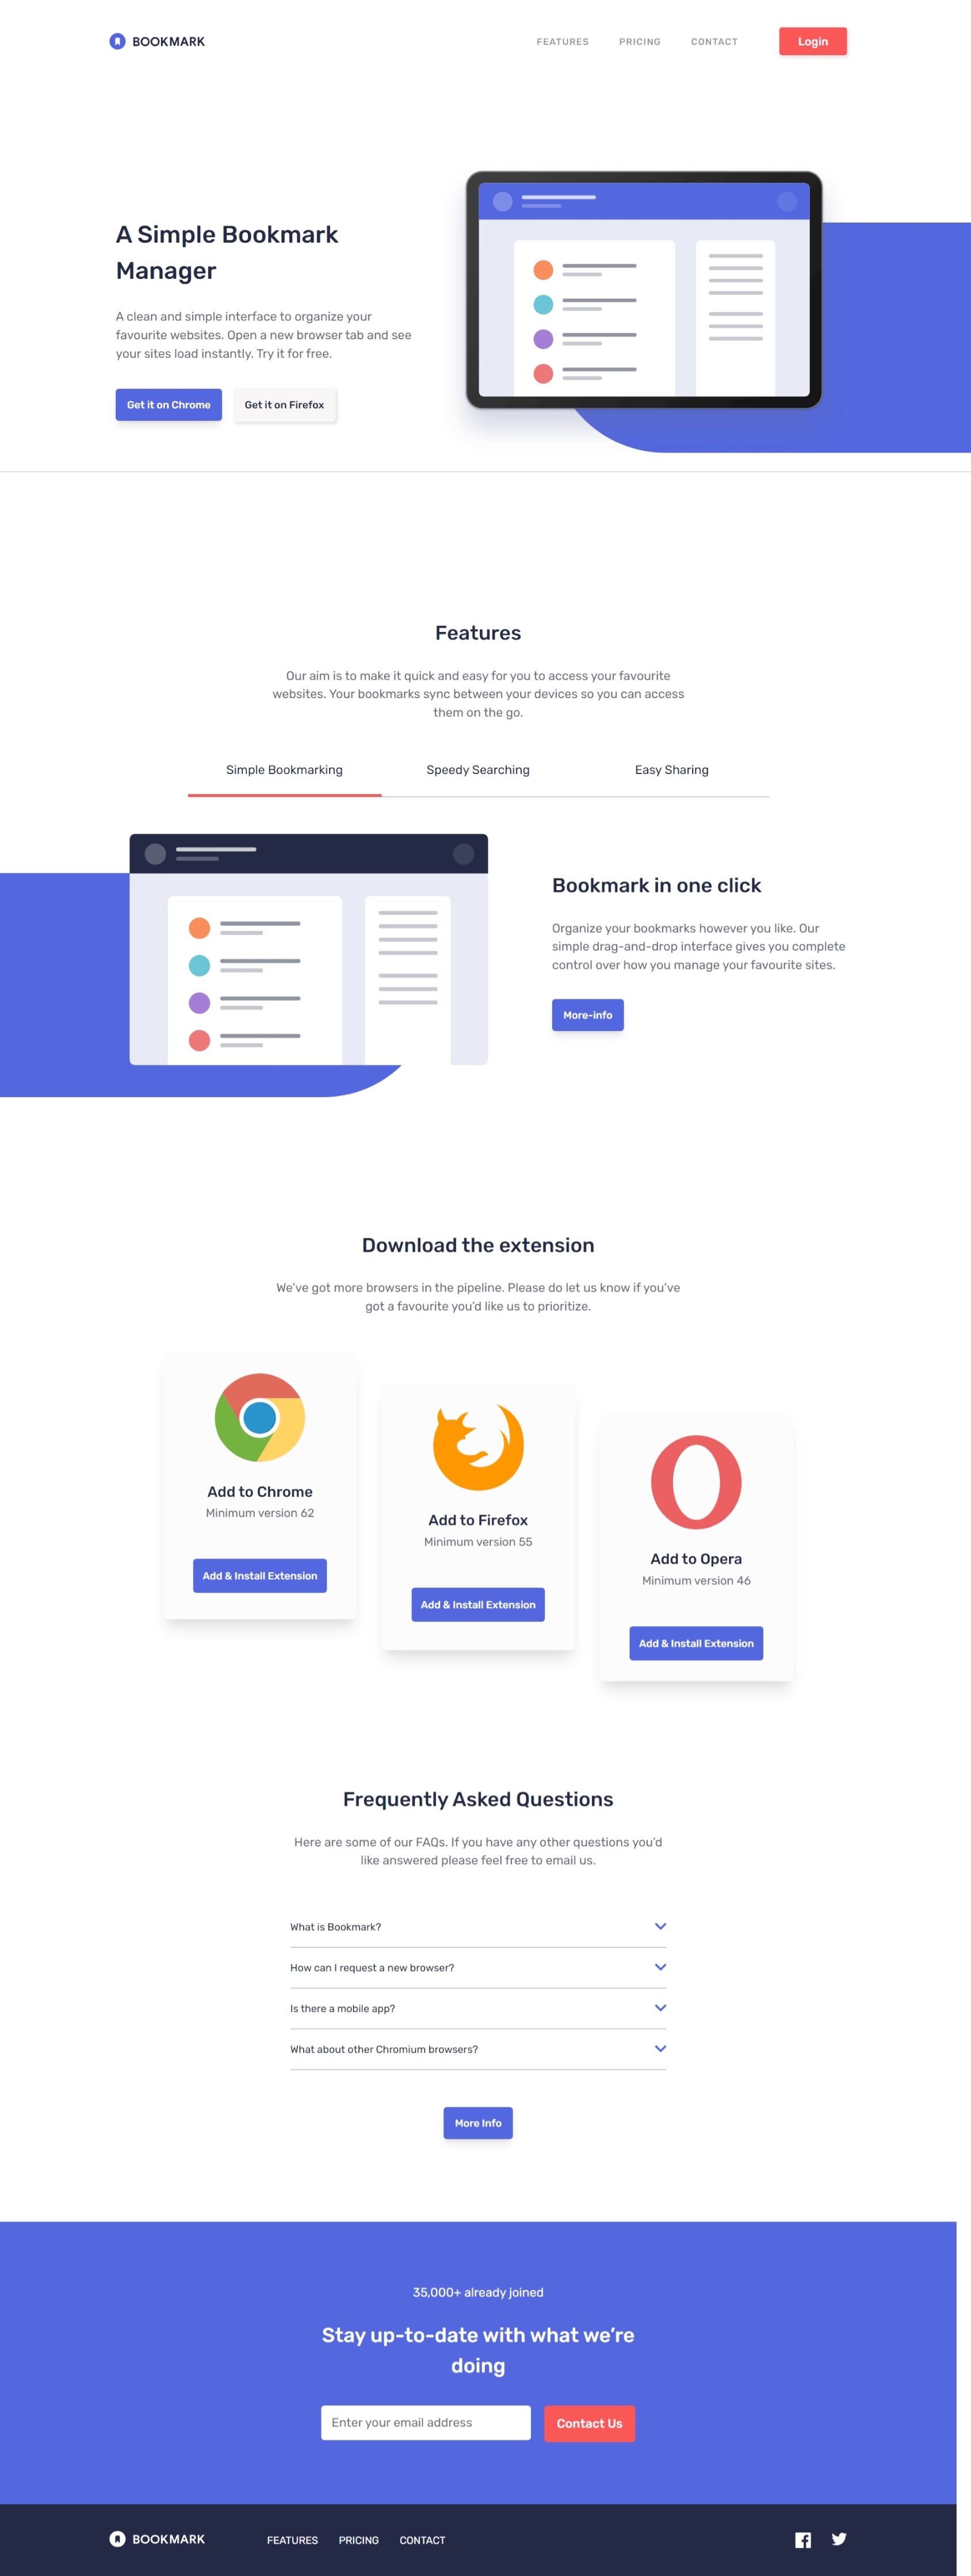 BOOKMARK
FEATURES PRICING CONTACT Login
A Simple Bookmark
Manager
A clean and simple interface to organize your
favourite websites. Open a new browser tab and see
your sites load instantly. Try it for free.
Get it on Chrome Get it on Firefox
Features
Our aim is to make it quick and easy for you to access your favourite
websites. Your bookmarks sync between your devices so you can access
them on the go.
Simple Bookmarking Speedy Searching Easy Sharing
Bookmark in one click
Organize your bookmarks however you like. Our
simple drag-and-drop interface gives you complete
control over how you manage your favourite sites.
More-info
Download the extension
We’ve got more browsers in the pipeline. Please do let us know if you’ve
got a favourite you’d like us to prioritize.
Add to Chrome
Minimum version 62
Add & Install Extension
Add to Firefox
Minimum version 55
Add & Install Extension
Add to Opera
Minimum version 46
Add & Install Extension
Frequently Asked Questions
Here are some of our FAQs. If you have any other questions you’d
like answered please feel free to email us.
What is Bookmark?
How can I request a new browser?
Is there a mobile app?
What about other Chromium browsers?
More Info
35,000+ already joined
Stay up-to-date with what we’re
doing
Enter your email address Contact Us
BOOKMARK FEATURES PRICING CONTACT